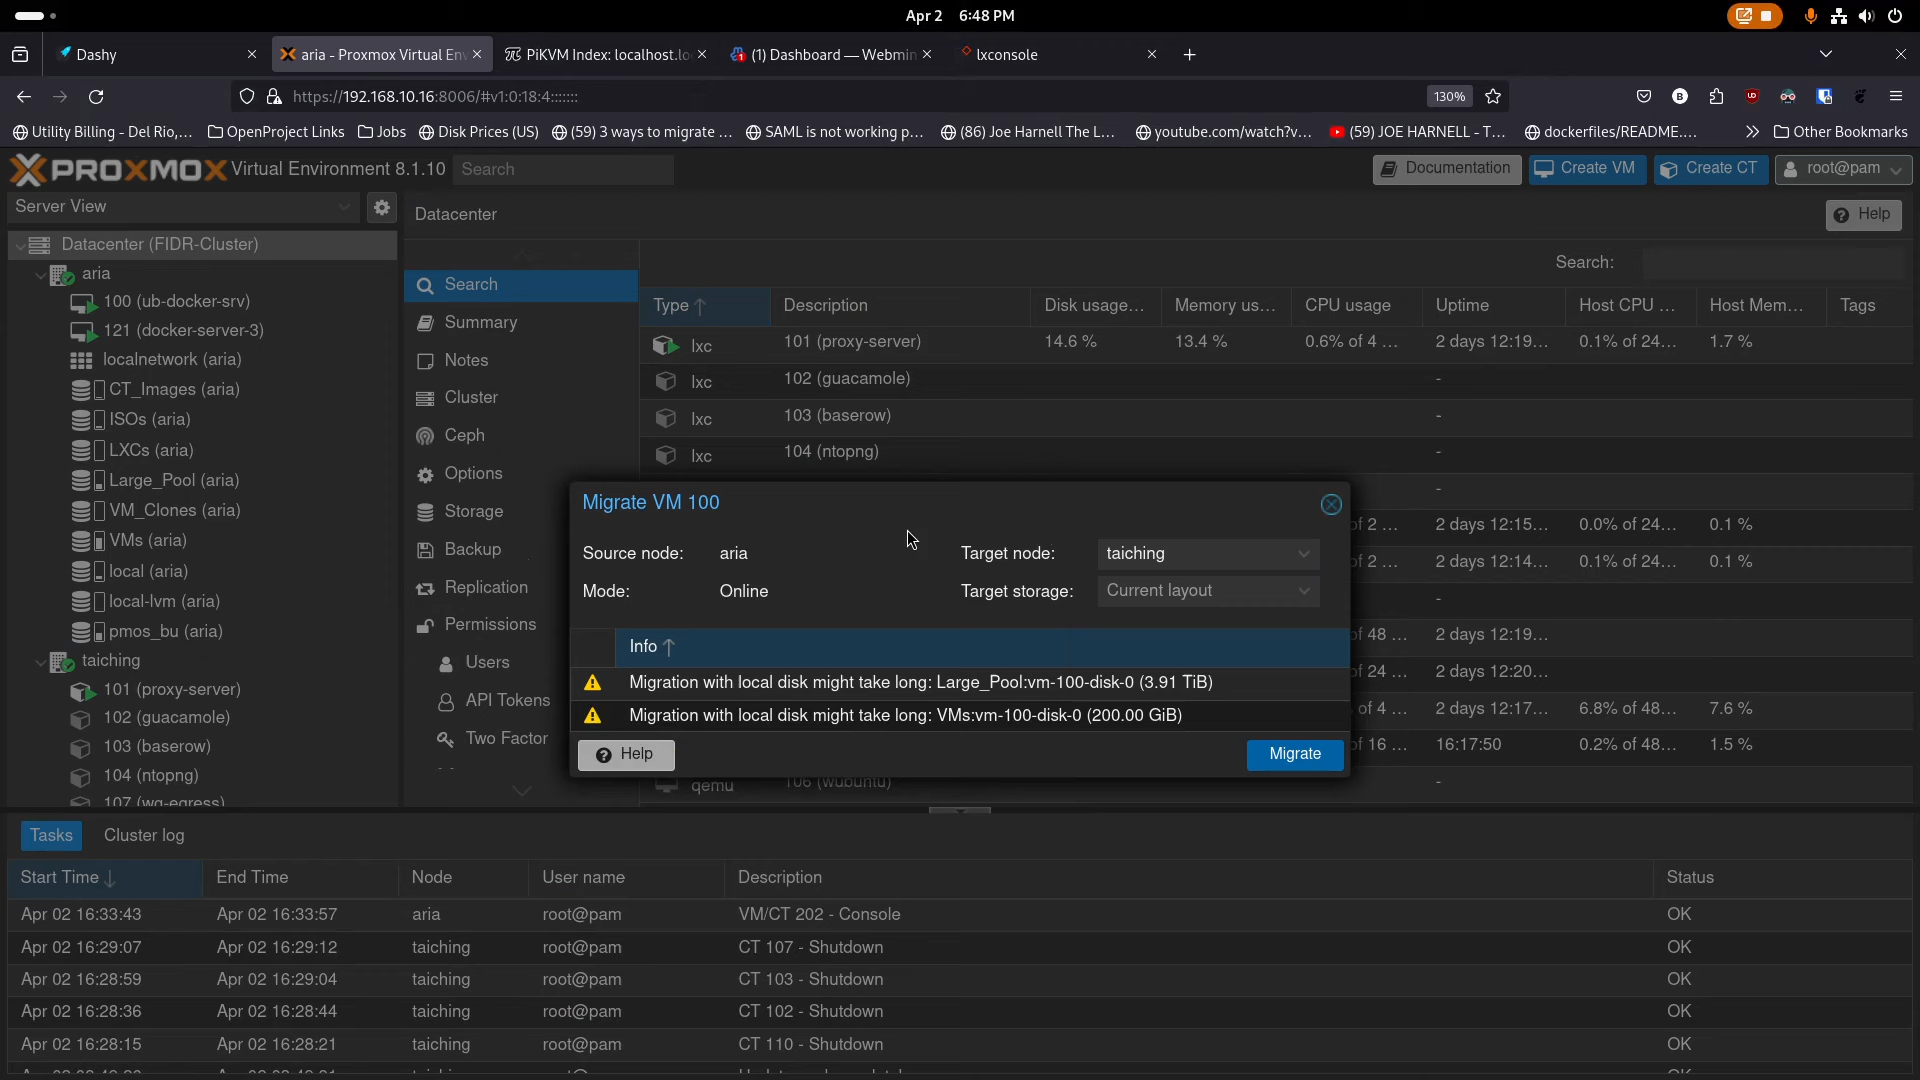 Apr 2 6:48 PM
Dashy
aria - Proxmox Virtual En
PiKVM Index: localhost.lo
(1) Dashboard — Webmin
lxconsole
https://192.168.10.16:8006/#v1:0:18:4:::::::
130%
Utility Billing - Del Rio,...
OpenProject Links
Jobs
Disk Prices (US)
(59) 3 ways to migrate ...
SAML is not working p...
(86) Joe Harnell The L...
youtube.com/watch?v...
(59) JOE HARNELL - T...
dockerfiles/README....
Other Bookmarks
PROXMOX Virtual Environment 8.1.10
Search
Documentation
Create VM
Create CT
root@pam
Server View
Datacenter
Help
Datacenter (FIDR-Cluster)
aria
100 (ub-docker-srv)
121 (docker-server-3)
localnetwork (aria)
CT_Images (aria)
ISOs (aria)
LXCs (aria)
Large_Pool (aria)
VM_Clones (aria)
VMs (aria)
local (aria)
local-lvm (aria)
pmos_bu (aria)
taiching
101 (proxy-server)
102 (guacamole)
103 (baserow)
104 (ntopng)
107 (wg-egress)
Search
Summary
Notes
Cluster
Ceph
Options
Storage
Backup
Replication
Permissions
Users
API Tokens
Two Factor
Search:
Type Description Disk usage... Memory us... CPU usage Uptime Host CPU ... Host Mem... Tags
lxc 101 (proxy-server) 14.6 % 13.4 % 0.6% of 4 ... 2 days 12:19... 0.1% of 24... 1.7 %
lxc 102 (guacamole) -
lxc 103 (baserow) -
lxc 104 (ntopng) -
-
of 2 ... 2 days 12:15... 0.0% of 24... 0.1 %
of 2 ... 2 days 12:14... 0.1% of 24... 0.1 %
-
of 48 ... 2 days 12:19...
of 24 ... 2 days 12:20...
of 4 ... 2 days 12:17... 6.8% of 48... 7.6 %
of 16 ... 16:17:50 0.2% of 48... 1.5 %
qemu 106 (wubuntu) -
Migrate VM 100
Source node: aria
Target node: taiching
Mode: Online
Target storage: Current layout
Info
Migration with local disk might take long: Large_Pool:vm-100-disk-0 (3.91 TiB)
Migration with local disk might take long: VMs:vm-100-disk-0 (200.00 GiB)
Help
Migrate
Tasks
Cluster log
Start Time End Time Node User name Description Status
Apr 02 16:33:43 Apr 02 16:33:57 aria root@pam VM/CT 202 - Console OK
Apr 02 16:29:07 Apr 02 16:29:12 taiching root@pam CT 107 - Shutdown OK
Apr 02 16:28:59 Apr 02 16:29:04 taiching root@pam CT 103 - Shutdown OK
Apr 02 16:28:36 Apr 02 16:28:44 taiching root@pam CT 102 - Shutdown OK
Apr 02 16:28:15 Apr 02 16:28:21 taiching root@pam CT 110 - Shutdown OK